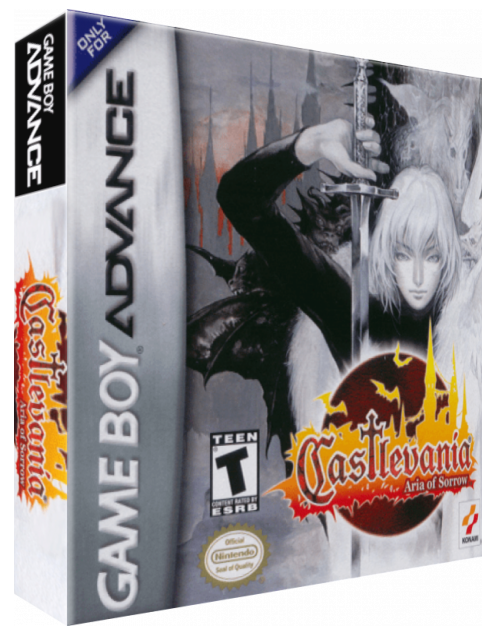 GAME BOY
ADVANCE
Castlevania
Aria of Sorrow
ONLY
FOR
GAME BOY ADVANCE
TEEN
T
CONTENT RATED BY
ESRB
Official
Nintendo
Seal of Quality
Castlevania
Aria of Sorrow
KONAMI